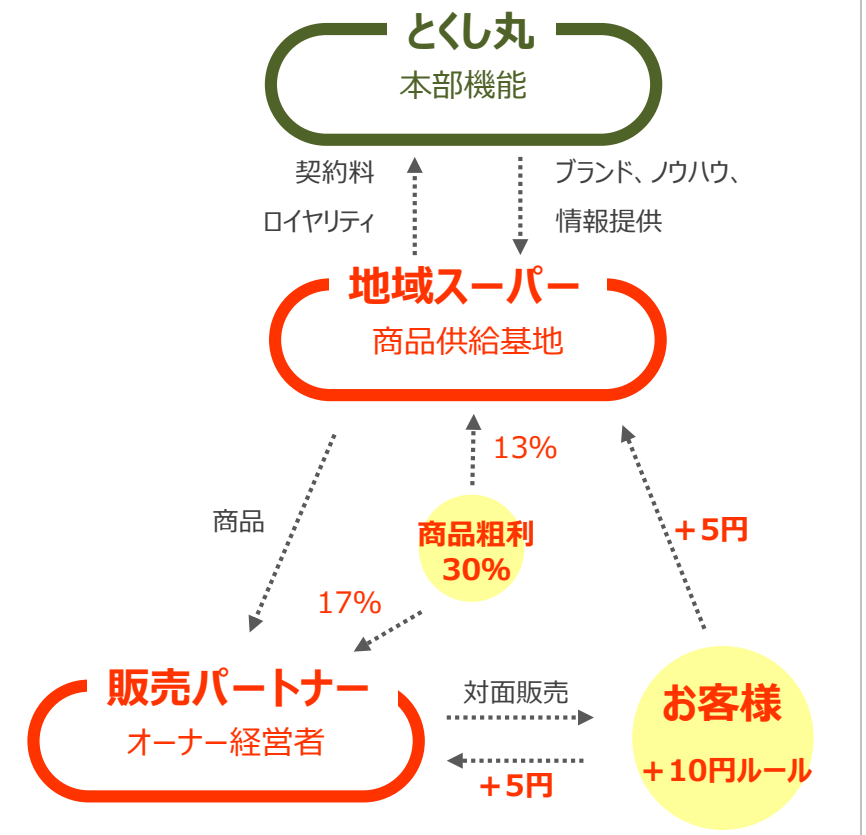 とくし丸
本部機能
契約料
ロイヤリティ
ブランド、ノウハウ、
情報提供
地域スーパー
商品供給基地
13%
商品
商品粗利
30%
+5円
17%
販売パートナー
オーナー経営者
対面販売
+5円
お客様
+10円ルール